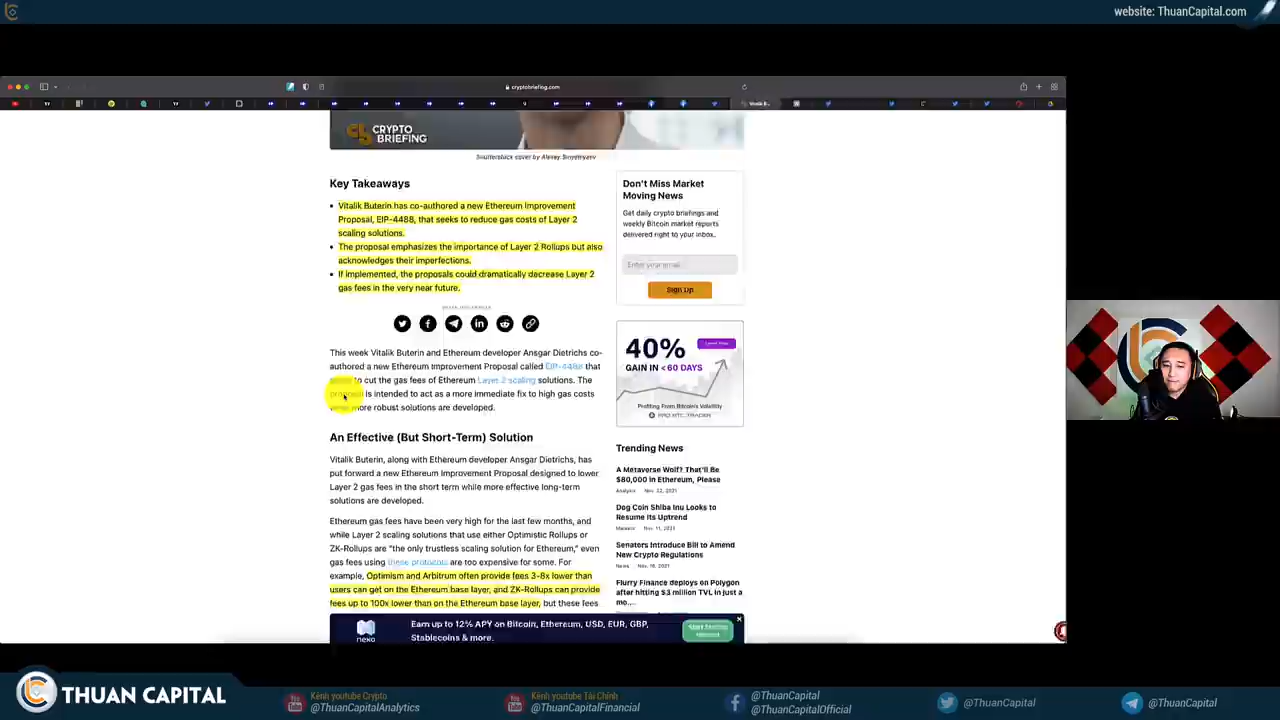 website: ThuanCapital.com
cryptobriefing.com
CRYPTO
BRIEFING
Shutterstock cover by
Key Takeaways
Vitalik Buterin has co-authored a new Ethereum Improvement
Proposal, EIP-4488, that seeks to reduce gas costs of Layer 2
scaling solutions.
The proposal emphasizes the importance of Layer 2 Rollups but also
acknowledges their imperfections.
If implemented, the proposals could dramatically decrease Layer 2
gas fees in the very near future.
This week Vitalik Buterin and Ethereum developer Ansgar Dietrichs co-
authored a new Ethereum Improvement Proposal called EIP-4488 that
to cut the gas fees of Ethereum Layer 2 scaling solutions. The
is intended to act as a more immediate fix to high gas costs
more robust solutions are developed.
An Effective (But Short-Term) Solution
Vitalik Buterin, along with Ethereum developer Ansgar Dietrichs, has
put forward a new Ethereum Improvement Proposal designed to lower
Layer 2 gas fees in the short term while more effective long-term
solutions are developed.
Ethereum gas fees have been very high for the last few months, and
while Layer 2 scaling solutions that use either Optimistic Rollups or
ZK-Rollups are "the only trustless scaling solution for Ethereum," even
gas fees using these protocols are too expensive for some. For
example, Optimism and Arbitrum often provide fees 3-8x lower than
users can get on the Ethereum base layer, and ZK-Rollups can provide
fees up to 100x lower than on the Ethereum base layer, but these fees
Don't Miss Market
Moving News
Get daily crypto briefings and
weekly Bitcoin market reports
delivered right to your inbox.
Enter your email...
Sign Up
40%
GAIN IN <60 DAYS
Learn More
Profiting From Bitcoin's Volatility
PRO BTC TRADER
Trending News
A Metaverse Wolf? That'll Be
$80,000 in Ethereum, Please
Analysis Nov. 22, 2021
Dog Coin Shiba Inu Looks to
Resume Its Uptrend
Markets Nov. 11, 2021
Senators Introduce Bill to Amend
New Crypto Regulations
News Nov. 16, 2021
Flurry Finance deploys on Polygon
after hitting $3 million TVL in just a
mo...
nexo
Earn up to 12% APY on Bitcoin, Ethereum, USD, EUR, GBP,
Stablecoins & more.
THUAN CAPITAL
Kênh youtube Crypto
@ThuanCapitalAnalytics
Kênh youtube Tài Chính
@ThuanCapitalFinancial
@ThuanCapital
@ThuanCapitalOfficial
@ThuanCapital
@ThuanCapital